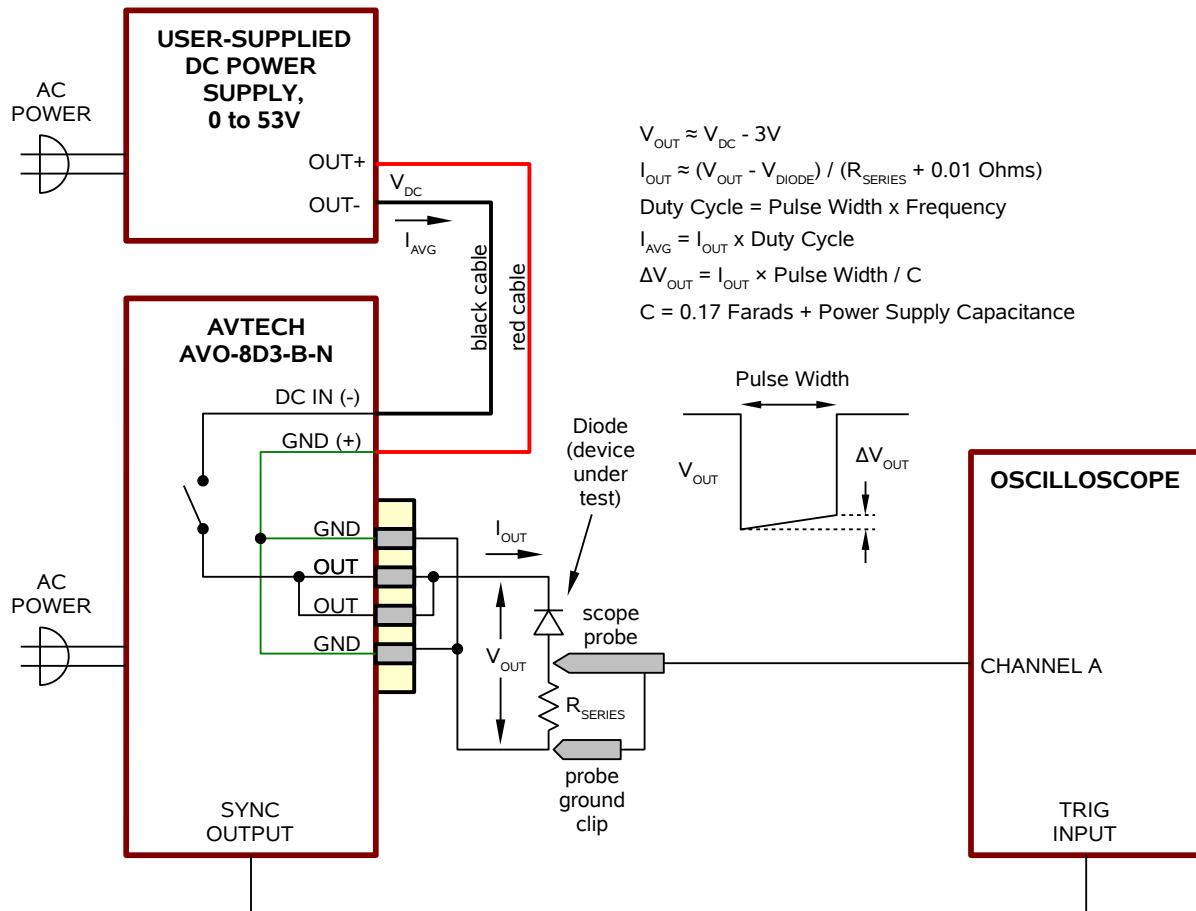 USER-SUPPLIED
DC POWER
SUPPLY,
0 to 53V
AC
POWER
OUT+
OUT-
V_DC
I_AVG
black cable
red cable
V_OUT ≈ V_DC - 3V
I_OUT ≈ (V_OUT - V_DIODE) / (R_SERIES + 0.01 Ohms)
Duty Cycle = Pulse Width x Frequency
I_AVG = I_OUT x Duty Cycle
ΔV_OUT = I_OUT × Pulse Width / C
C = 0.17 Farads + Power Supply Capacitance
AVTECH
AVO-8D3-B-N
DC IN (-)
GND (+)
GND
OUT
OUT
GND
AC
POWER
SYNC
OUTPUT
I_OUT
V_OUT
Diode
(device
under
test)
scope
probe
R_SERIES
probe
ground
clip
Pulse Width
V_OUT
ΔV_OUT
OSCILLOSCOPE
CHANNEL A
TRIG
INPUT